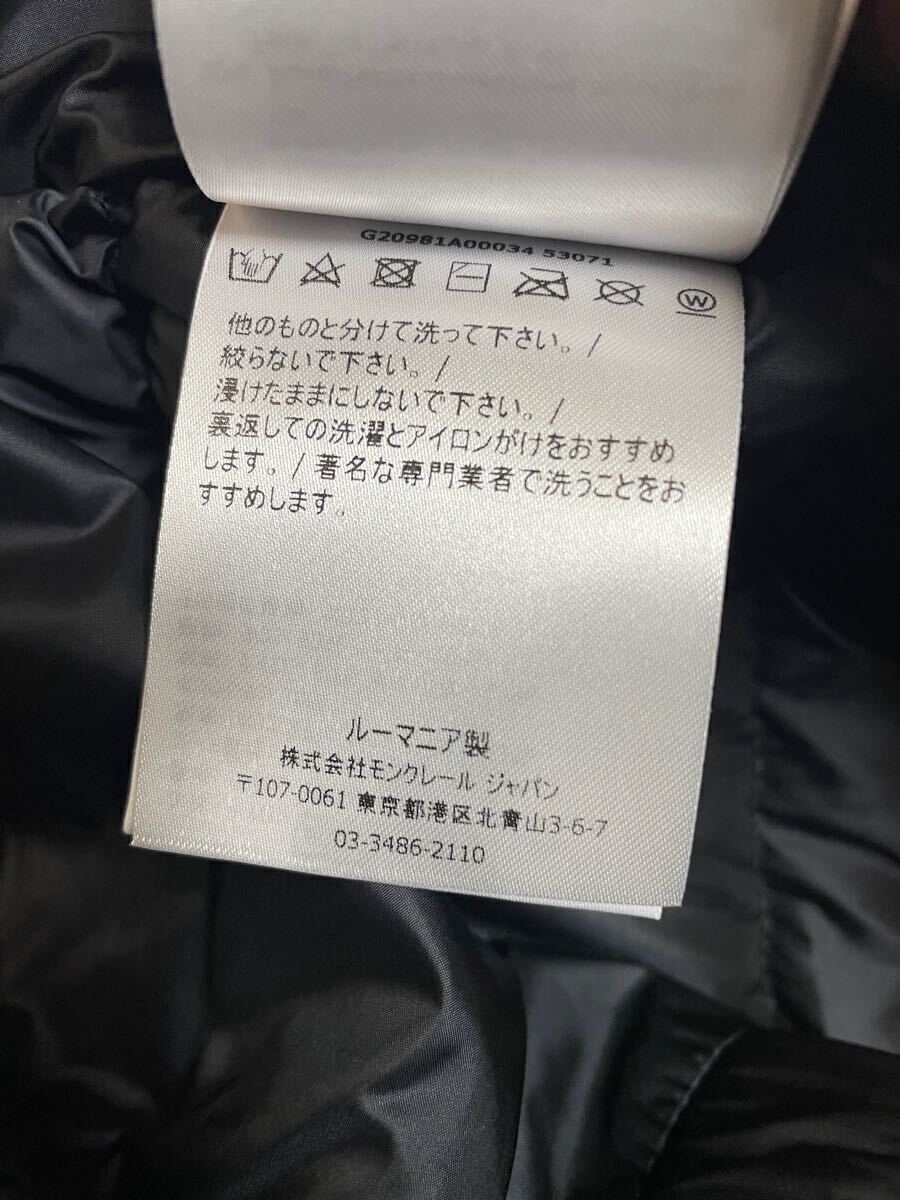 G20981A00034 53071
W
他のものと分けて洗って下さい。/
絞らないで下さい。/
浸けたままにしないで下さい。/
裏返しての洗濯とアイロンがけをおすすめ
します。/ 著名な専門業者で洗うことをお
すすめします。
ルーマニア製
株式会社モンクレール ジャパン
〒107-0061 東京都港区北青山3-6-7
03-3486-2110